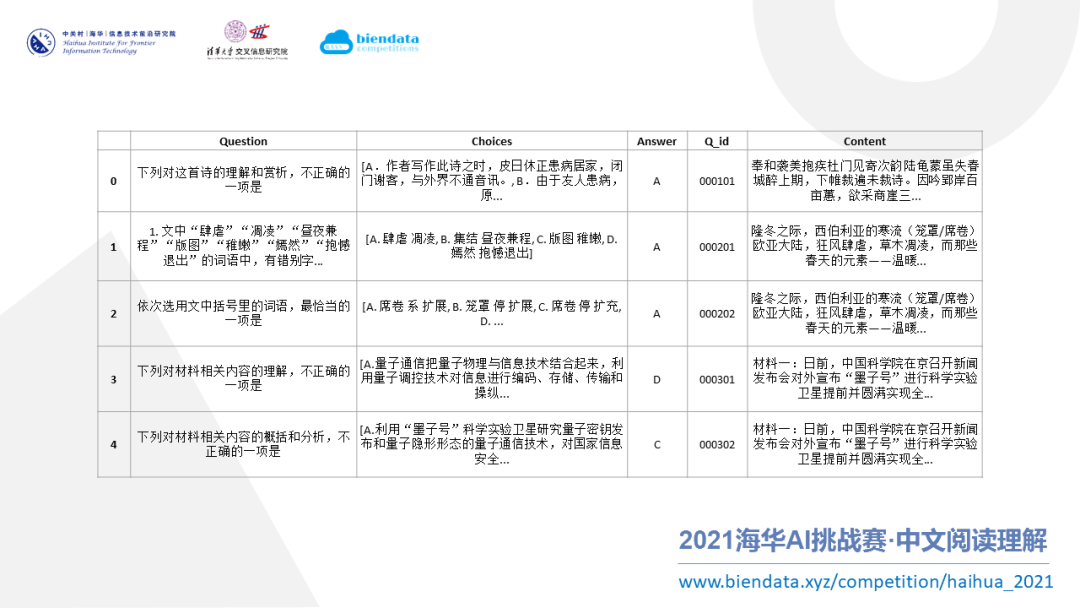 中关村|海华|信息技术前沿研究院
Haihua Institute for Frontier
Information Technology
清华大学 交叉信息研究院
biendata
competitions
Question Choices Answer Q_id Content
0
下列对这首诗的理解和赏析，不正确的
一项是
[A．作者写作此诗之时，皮日休正患病居家，闭
门谢客，与外界不通音讯。, B．由于友人患病，
原...
A
000101
奉和袭美抱疾杜门见寄次韵陆龟蒙虽失春
城醉上期，下帷裁遍未裁诗。因吟郢岸百
亩蕙，欲采商崖三...
1
1. 文中“肆虐”“凋凌”“昼夜兼
程”“版图”“稚嫩”“嫣然”“抱憾
退出”的词语中，有错别字...
[A. 肆虐 凋凌, B. 集结 昼夜兼程, C. 版图 稚嫩, D.
嫣然 抱憾退出]
A
000201
隆冬之际，西伯利亚的寒流（笼罩/席卷）
欧亚大陆，狂风肆虐，草木凋凌，而那些
春天的元素——温暖...
2
依次选用文中括号里的词语，最恰当的
一项是
[A. 席卷 系 扩展, B. 笼罩 停 扩展, C. 席卷 停 扩充,
D. ...
A
000202
隆冬之际，西伯利亚的寒流（笼罩/席卷）
欧亚大陆，狂风肆虐，草木凋凌，而那些
春天的元素——温暖...
3
下列对材料相关内容的理解，不正确的
一项是
[A.量子通信把量子物理与信息技术结合起来，利
用量子调控技术对信息进行编码、存储、传输和
操纵...
D
000301
材料一：日前，中国科学院在京召开新闻
发布会对外宣布“墨子号”进行科学实验
卫星提前并圆满实现全...
4
下列对材料相关内容的概括和分析，不
正确的一项是
[A.利用“墨子号”科学实验卫星研究量子密钥发
布和量子隐形形态的量子通信技术，对国家信息
安全...
C
000302
材料一：日前，中国科学院在京召开新闻
发布会对外宣布“墨子号”进行科学实验
卫星提前并圆满实现全...
2021海华AI挑战赛·中文阅读理解
www.biendata.xyz/competition/haihua_2021